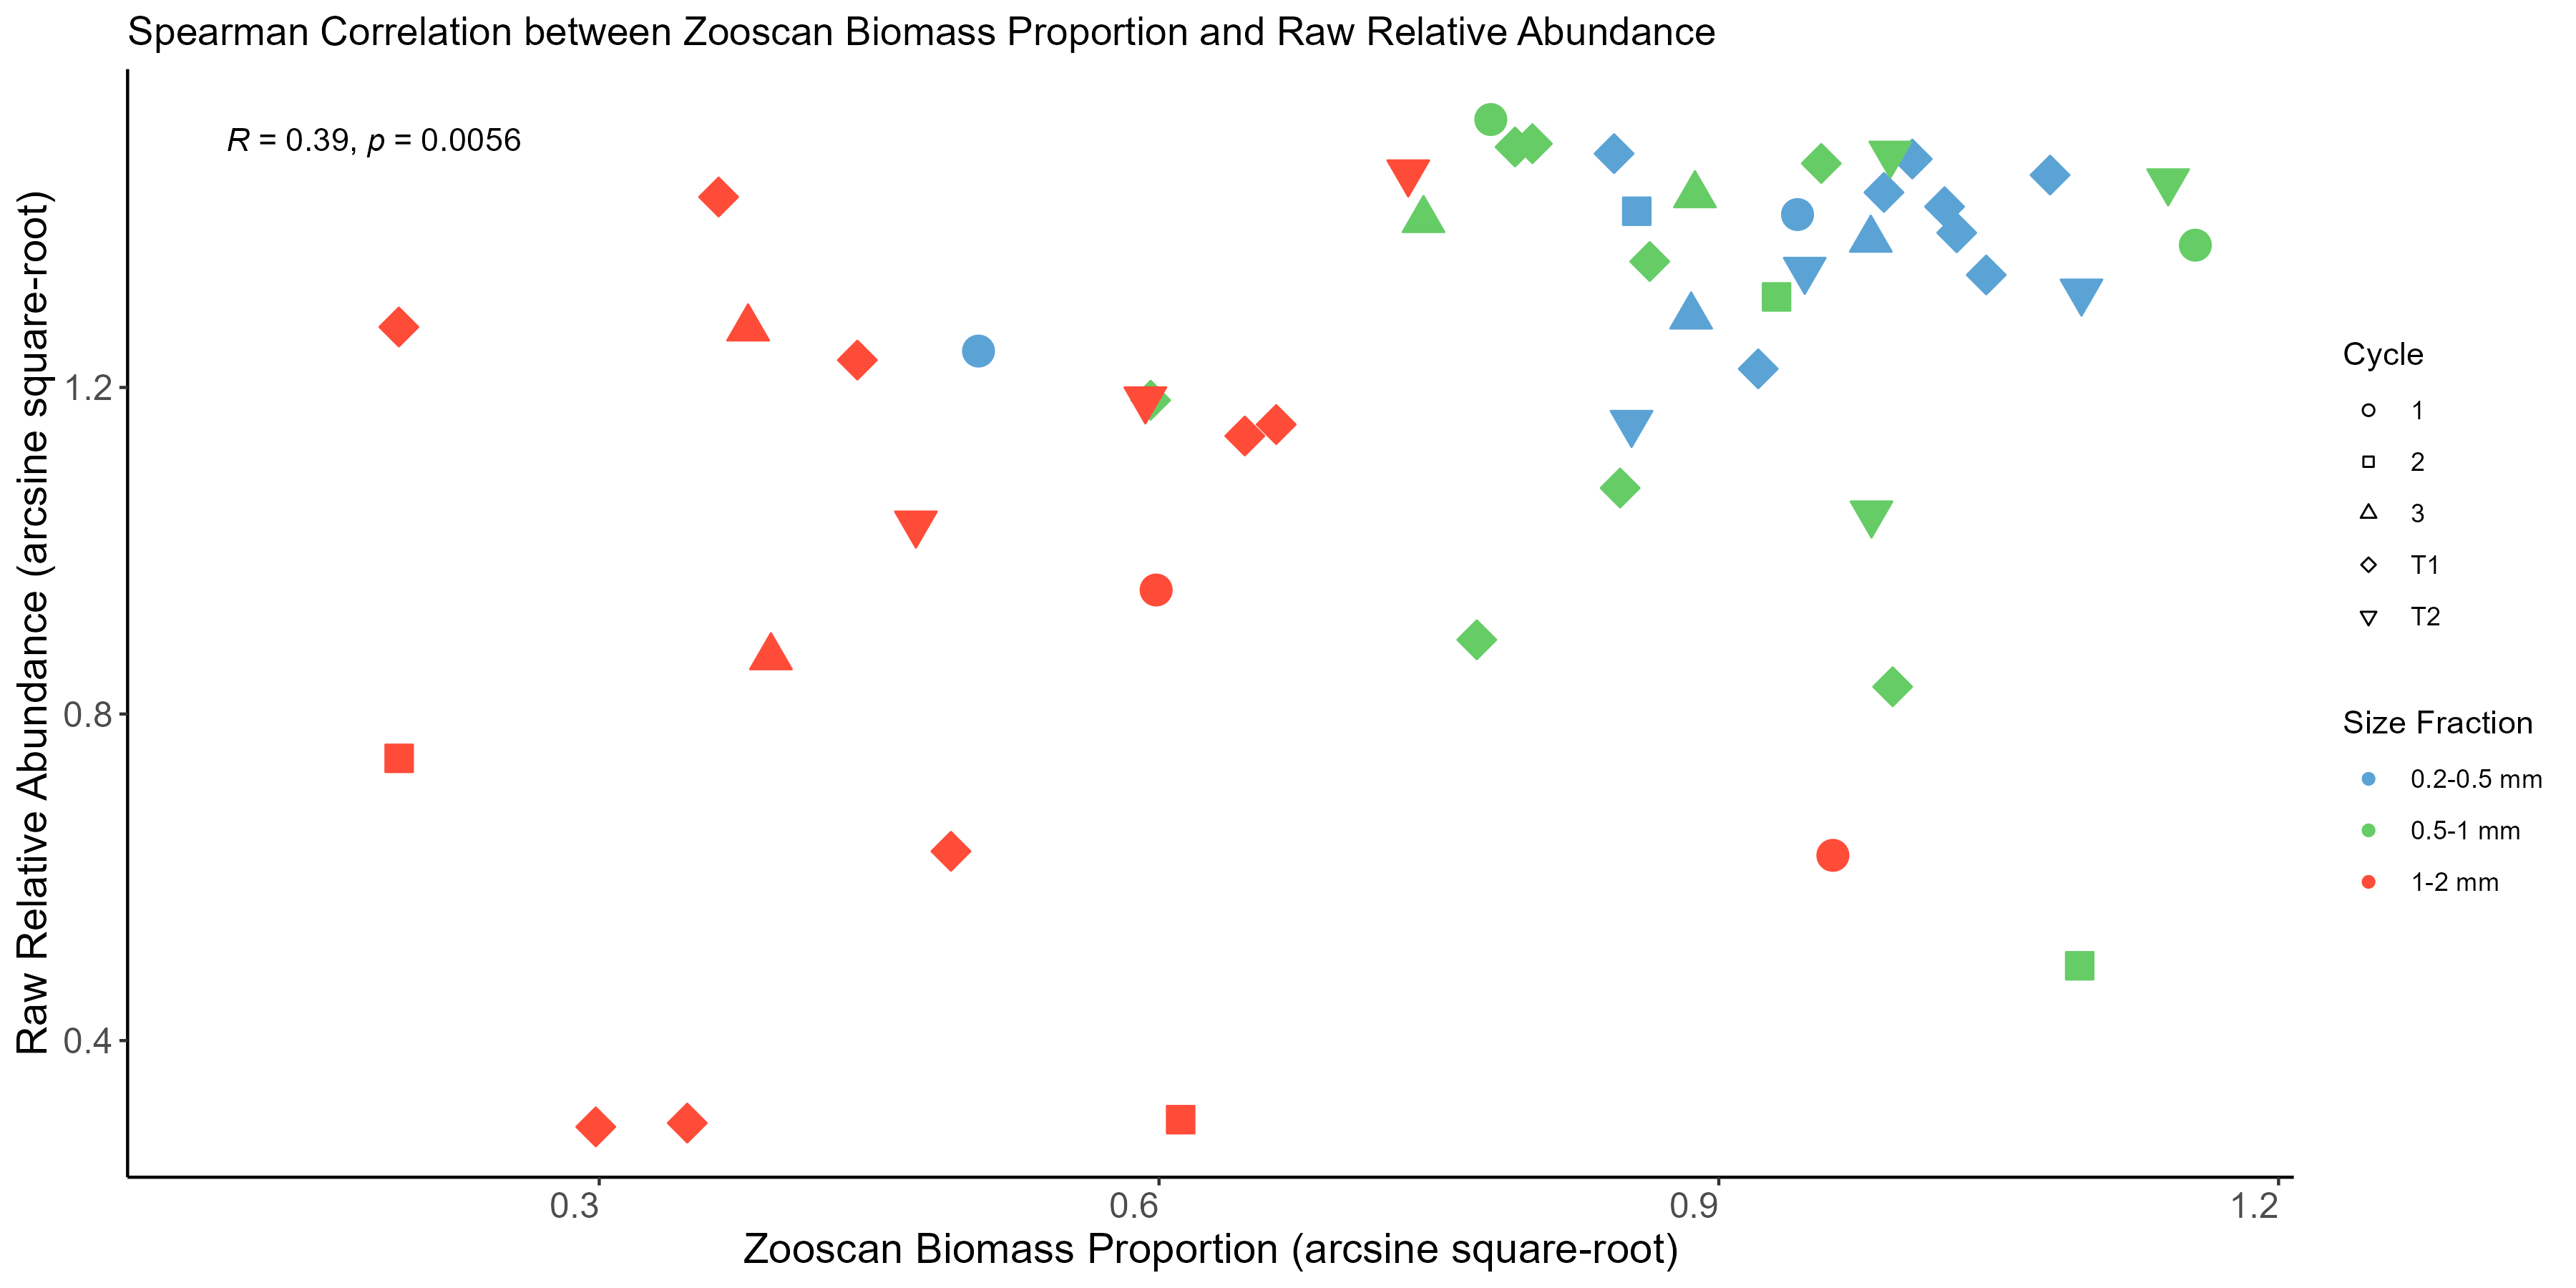 Spearman Correlation between Zooscan Biomass Proportion and Raw Relative Abundance
R = 0.39, p = 0.0056
Raw Relative Abundance (arcsine square-root)
1.2
0.8
0.4
0.3
0.6
0.9
1.2
Zooscan Biomass Proportion (arcsine square-root)
Cycle
1
2
3
T1
T2
Size Fraction
0.2-0.5 mm
0.5-1 mm
1-2 mm